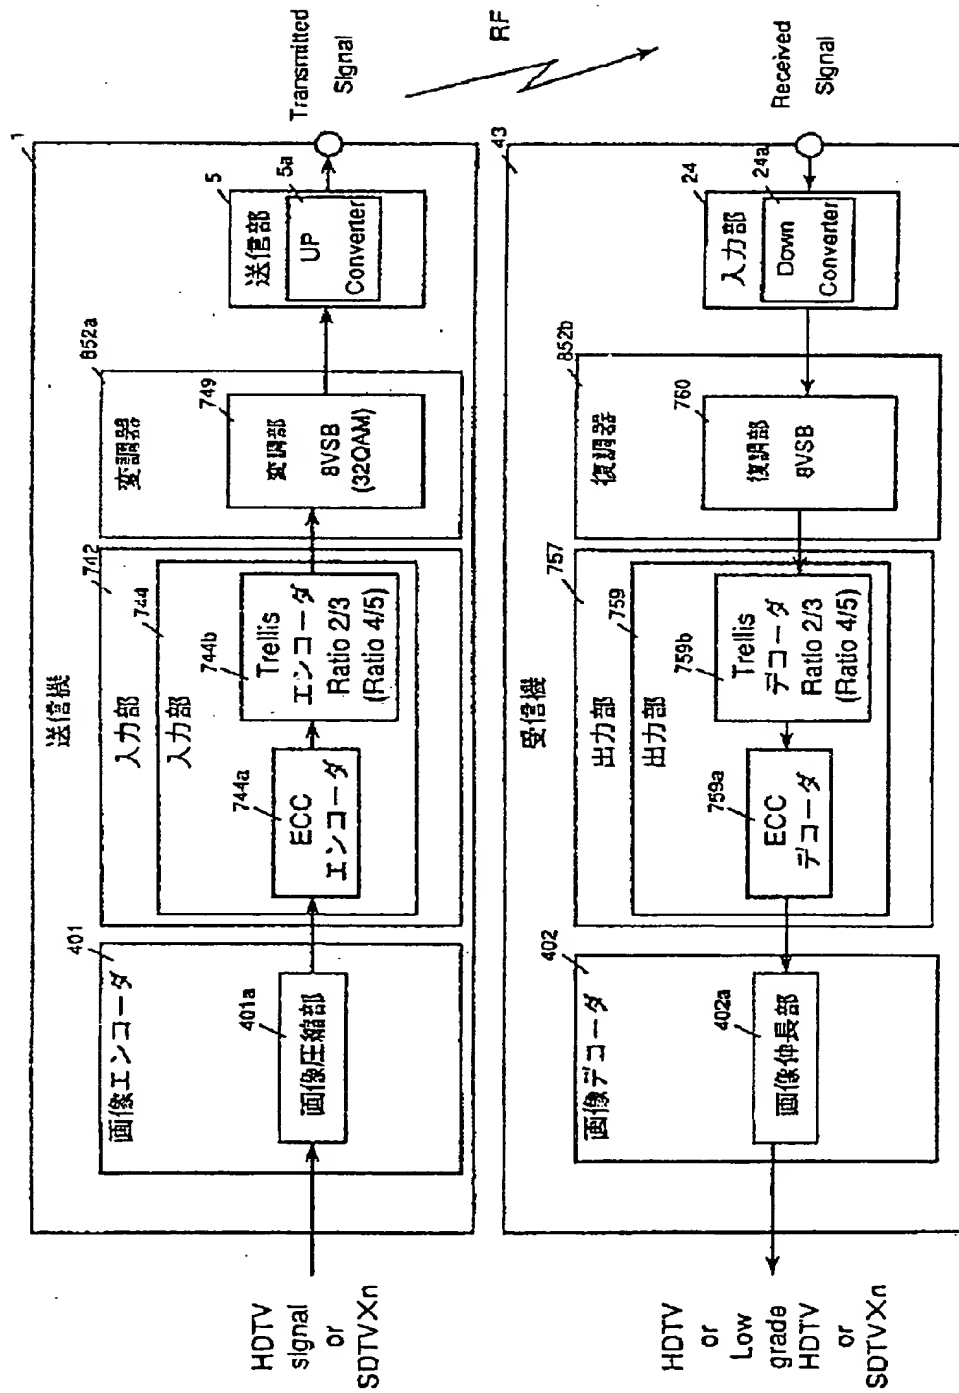 送信機
1
画像エンコーダ
401
401a
画像圧縮部
入力部
742
入力部
744
744a
ECC
エンコーダ
744b
Trellis
エンコーダ
Ratio 2/3
(Ratio 4/5)
変調器
852a
749
変調部
8VSB
(32QAM)
送信部
5
5a
UP
Converter
Transmitted
Signal
HDTV
signal
or
SDTVXn
RF
受信機
43
画像デコーダ
402
402a
画像伸長部
出力部
757
出力部
759
759a
ECC
デコーダ
759b
Trellis
デコーダ
Ratio 2/3
(Ratio 4/5)
復調器
852b
760
復調部
8VSB
入力部
24
24a
Down
Converter
Received
Signal
HDTV
or
Low
grade
HDTV
or
SDTVXn